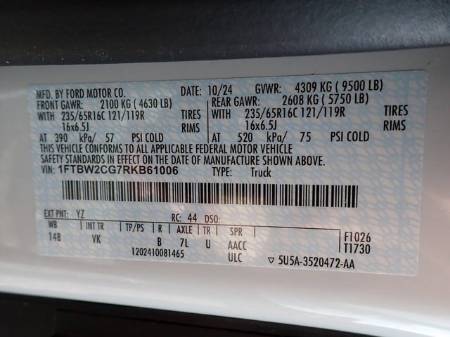 MFD. BY FORD MOTOR CO. 10/24 GVWR: 4309 KG ( 9500 LB)
FRONT GAWR: 2100 KG ( 4630 LB) REAR GAWR: 2608 KG ( 5750 LB)
WITH 235/65R16C 121/119R TIRES WITH 235/65R16C 121/119R TIRES
16x6.5J RIMS 16x6.5J RIMS
AT 390 kPa/ 57 PSI COLD AT 520 kPa/ 75 PSI COLD
THIS VEHICLE CONFORMS TO ALL APPLICABLE FEDERAL MOTOR VEHICLE
SAFETY STANDARDS IN EFFECT ON THE DATE OF MANUFACTURE SHOWN ABOVE.
VIN: 1FTBW2CG7RKB61006 TYPE: Truck
EXT PNT: YZ RC: 44 DSO:
WB INT TR TP/PS R AXLE TR SPR F1026
148 VK B 7L U AACC T1730
1202410081465 ULC ▽ 5U5A-3520472-AA